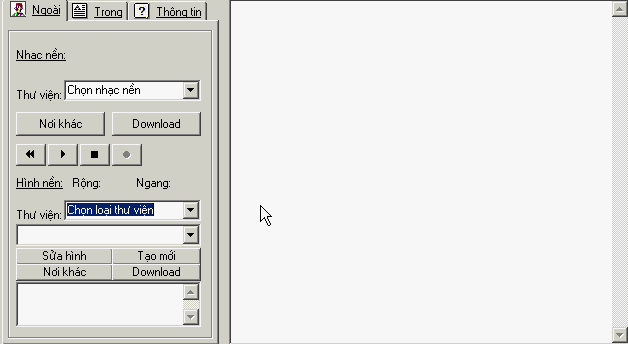 Ngoài Trong Thông tin
Nhạc nền:
Thư viện: Chọn nhạc nền
Nơi khác Download
Hình nền: Rộng: Ngang:
Thư viện: Chọn loại thư viện
Sửa hình Tạo mới
Nơi khác Download